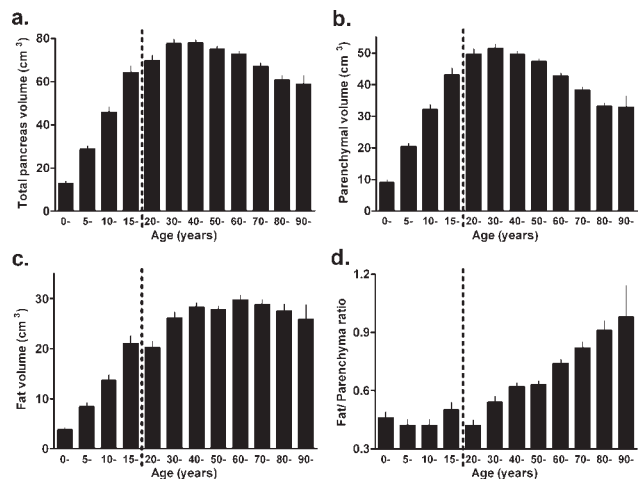 a.
Total pancreas volume (cm 3)
80
60
40
20
0
0- 5- 10- 15- 20- 30- 40- 50- 60- 70- 80- 90-
Age (years)
b.
Parenchymal volume (cm 3)
50
40
30
20
10
0
0- 5- 10- 15- 20- 30- 40- 50- 60- 70- 80- 90-
Age (years)
c.
Fat volume (cm 3)
30
20
10
0
0- 5- 10- 15- 20- 30- 40- 50- 60- 70- 80- 90-
Age (years)
d.
Fat/ Parenchyma ratio
1.2
0.9
0.6
0.3
0- 5- 10- 15- 20- 30- 40- 50- 60- 70- 80- 90-
Age (years)